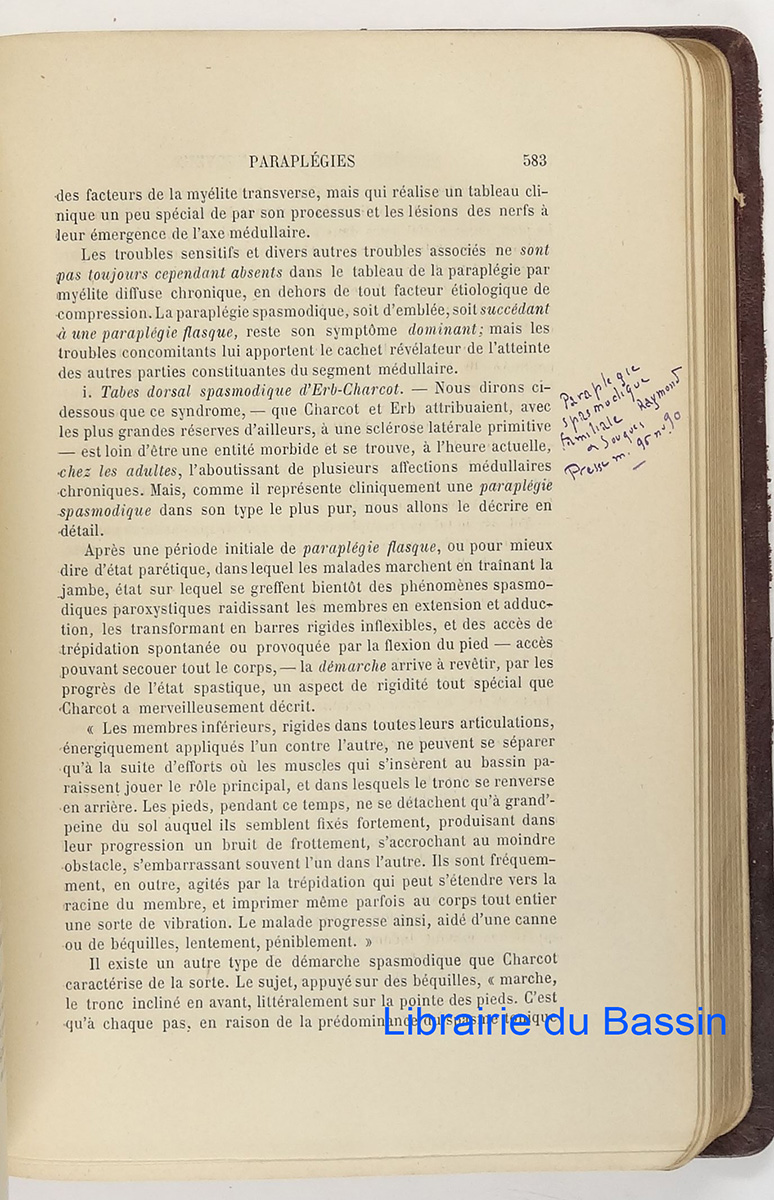 PARAPLÉGIES 583
des facteurs de la myélite transverse, mais qui réalise un tableau cli-
nique un peu spécial de par son processus et les lésions des nerfs à
leur émergence de l'axe médullaire.
Les troubles sensitifs et divers autres troubles associés ne sont
pas toujours cependant absents dans le tableau de la paraplégie par
myélite diffuse chronique, en dehors de tout facteur étiologique de
compression. La paraplégie spasmodique, soit d'emblée, soit succédant
à une paraplégie flasque, reste son symptôme dominant; mais les
troubles concomitants lui apportent le cachet révélateur de l'atteinte
des autres parties constituantes du segment médullaire.
i. Tabes dorsal spasmodique d'Erb-Charcot. — Nous dirons ci-
dessous que ce syndrome, — que Charcot et Erb attribuaient, avec
les plus grandes réserves d'ailleurs, à une sclérose latérale primitive
— est loin d'être une entité morbide et se trouve, à l'heure actuelle,
chez les adultes, l'aboutissant de plusieurs affections médullaires
chroniques. Mais, comme il représente cliniquement une paraplégie
spasmodique dans son type le plus pur, nous allons le décrire en
détail.
Après une période initiale de paraplégie flasque, ou pour mieux
dire d'état parétique, dans lequel les malades marchent en traînant la
jambe, état sur lequel se greffent bientôt des phénomènes spasmo-
diques paroxystiques raidissant les membres en extension et adduc-
tion, les transformant en barres rigides inflexibles, et des accès de
trépidation spontanée ou provoquée par la flexion du pied — accès
pouvant secouer tout le corps, — la démarche arrive à revêtir, par les
progrès de l'état spastique, un aspect de rigidité tout spécial que
Charcot a merveilleusement décrit.
« Les membres inférieurs, rigides dans toutes leurs articulations,
énergiquement appliqués l'un contre l'autre, ne peuvent se séparer
qu'à la suite d'efforts où les muscles qui s'insèrent au bassin pa-
raissent jouer le rôle principal, et dans lesquels le tronc se renverse
en arrière. Les pieds, pendant ce temps, ne se détachent qu'à grand'-
peine du sol auquel ils semblent fixés fortement, produisant dans
leur progression un bruit de frottement, s'accrochant au moindre
obstacle, s'embarrassant souvent l'un dans l'autre. Ils sont fréquem-
ment, en outre, agités par la trépidation qui peut s'étendre vers la
racine du membre, et imprimer même parfois au corps tout entier
une sorte de vibration. Le malade progresse ainsi, aidé d'une canne
ou de béquilles, lentement, péniblement. »
Il existe un autre type de démarche spasmodique que Charcot
caractérise de la sorte. Le sujet, appuyé sur des béquilles, « marche,
le tronc incliné en avant, littéralement sur la pointe des pieds. C'est
qu'à chaque pas, en raison de la prédominance du spasme tonique
Paraplégie
spasmodique
familiale
Souques Raymond
Presse m. 96 no 90
Librairie du Bassin